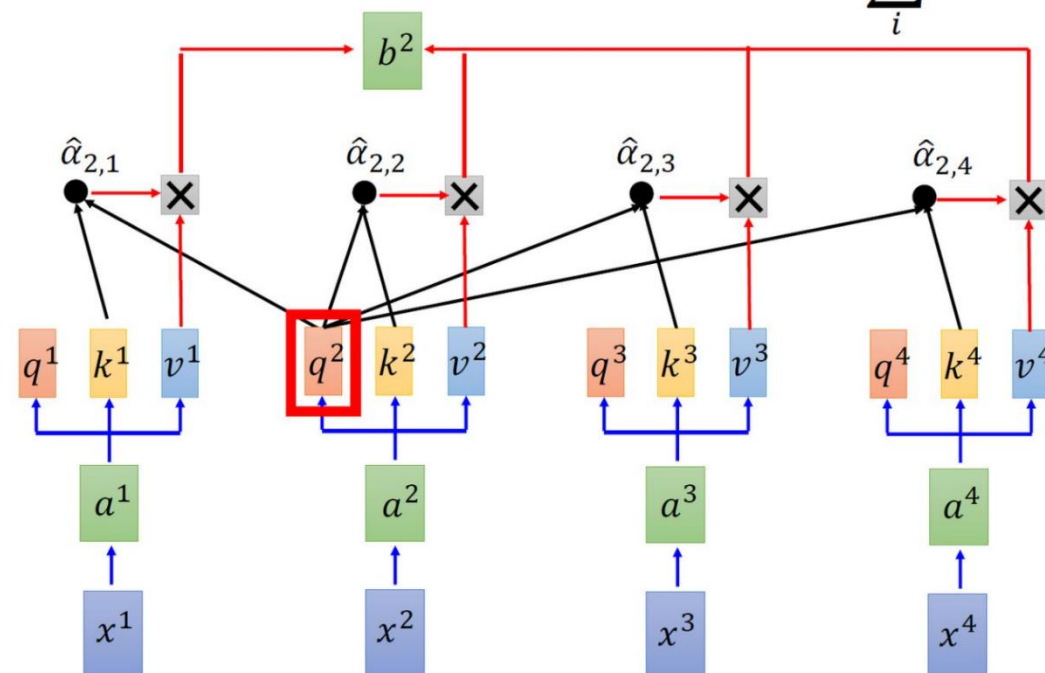 ∑
i
b²
α̂₂,₁ α̂₂,₂ α̂₂,₃ α̂₂,₄
× × × ×
q¹ k¹ v¹ q² k² v² q³ k³ v³ q⁴ k⁴ v⁴
a¹ a² a³ a⁴
x¹ x² x³ x⁴